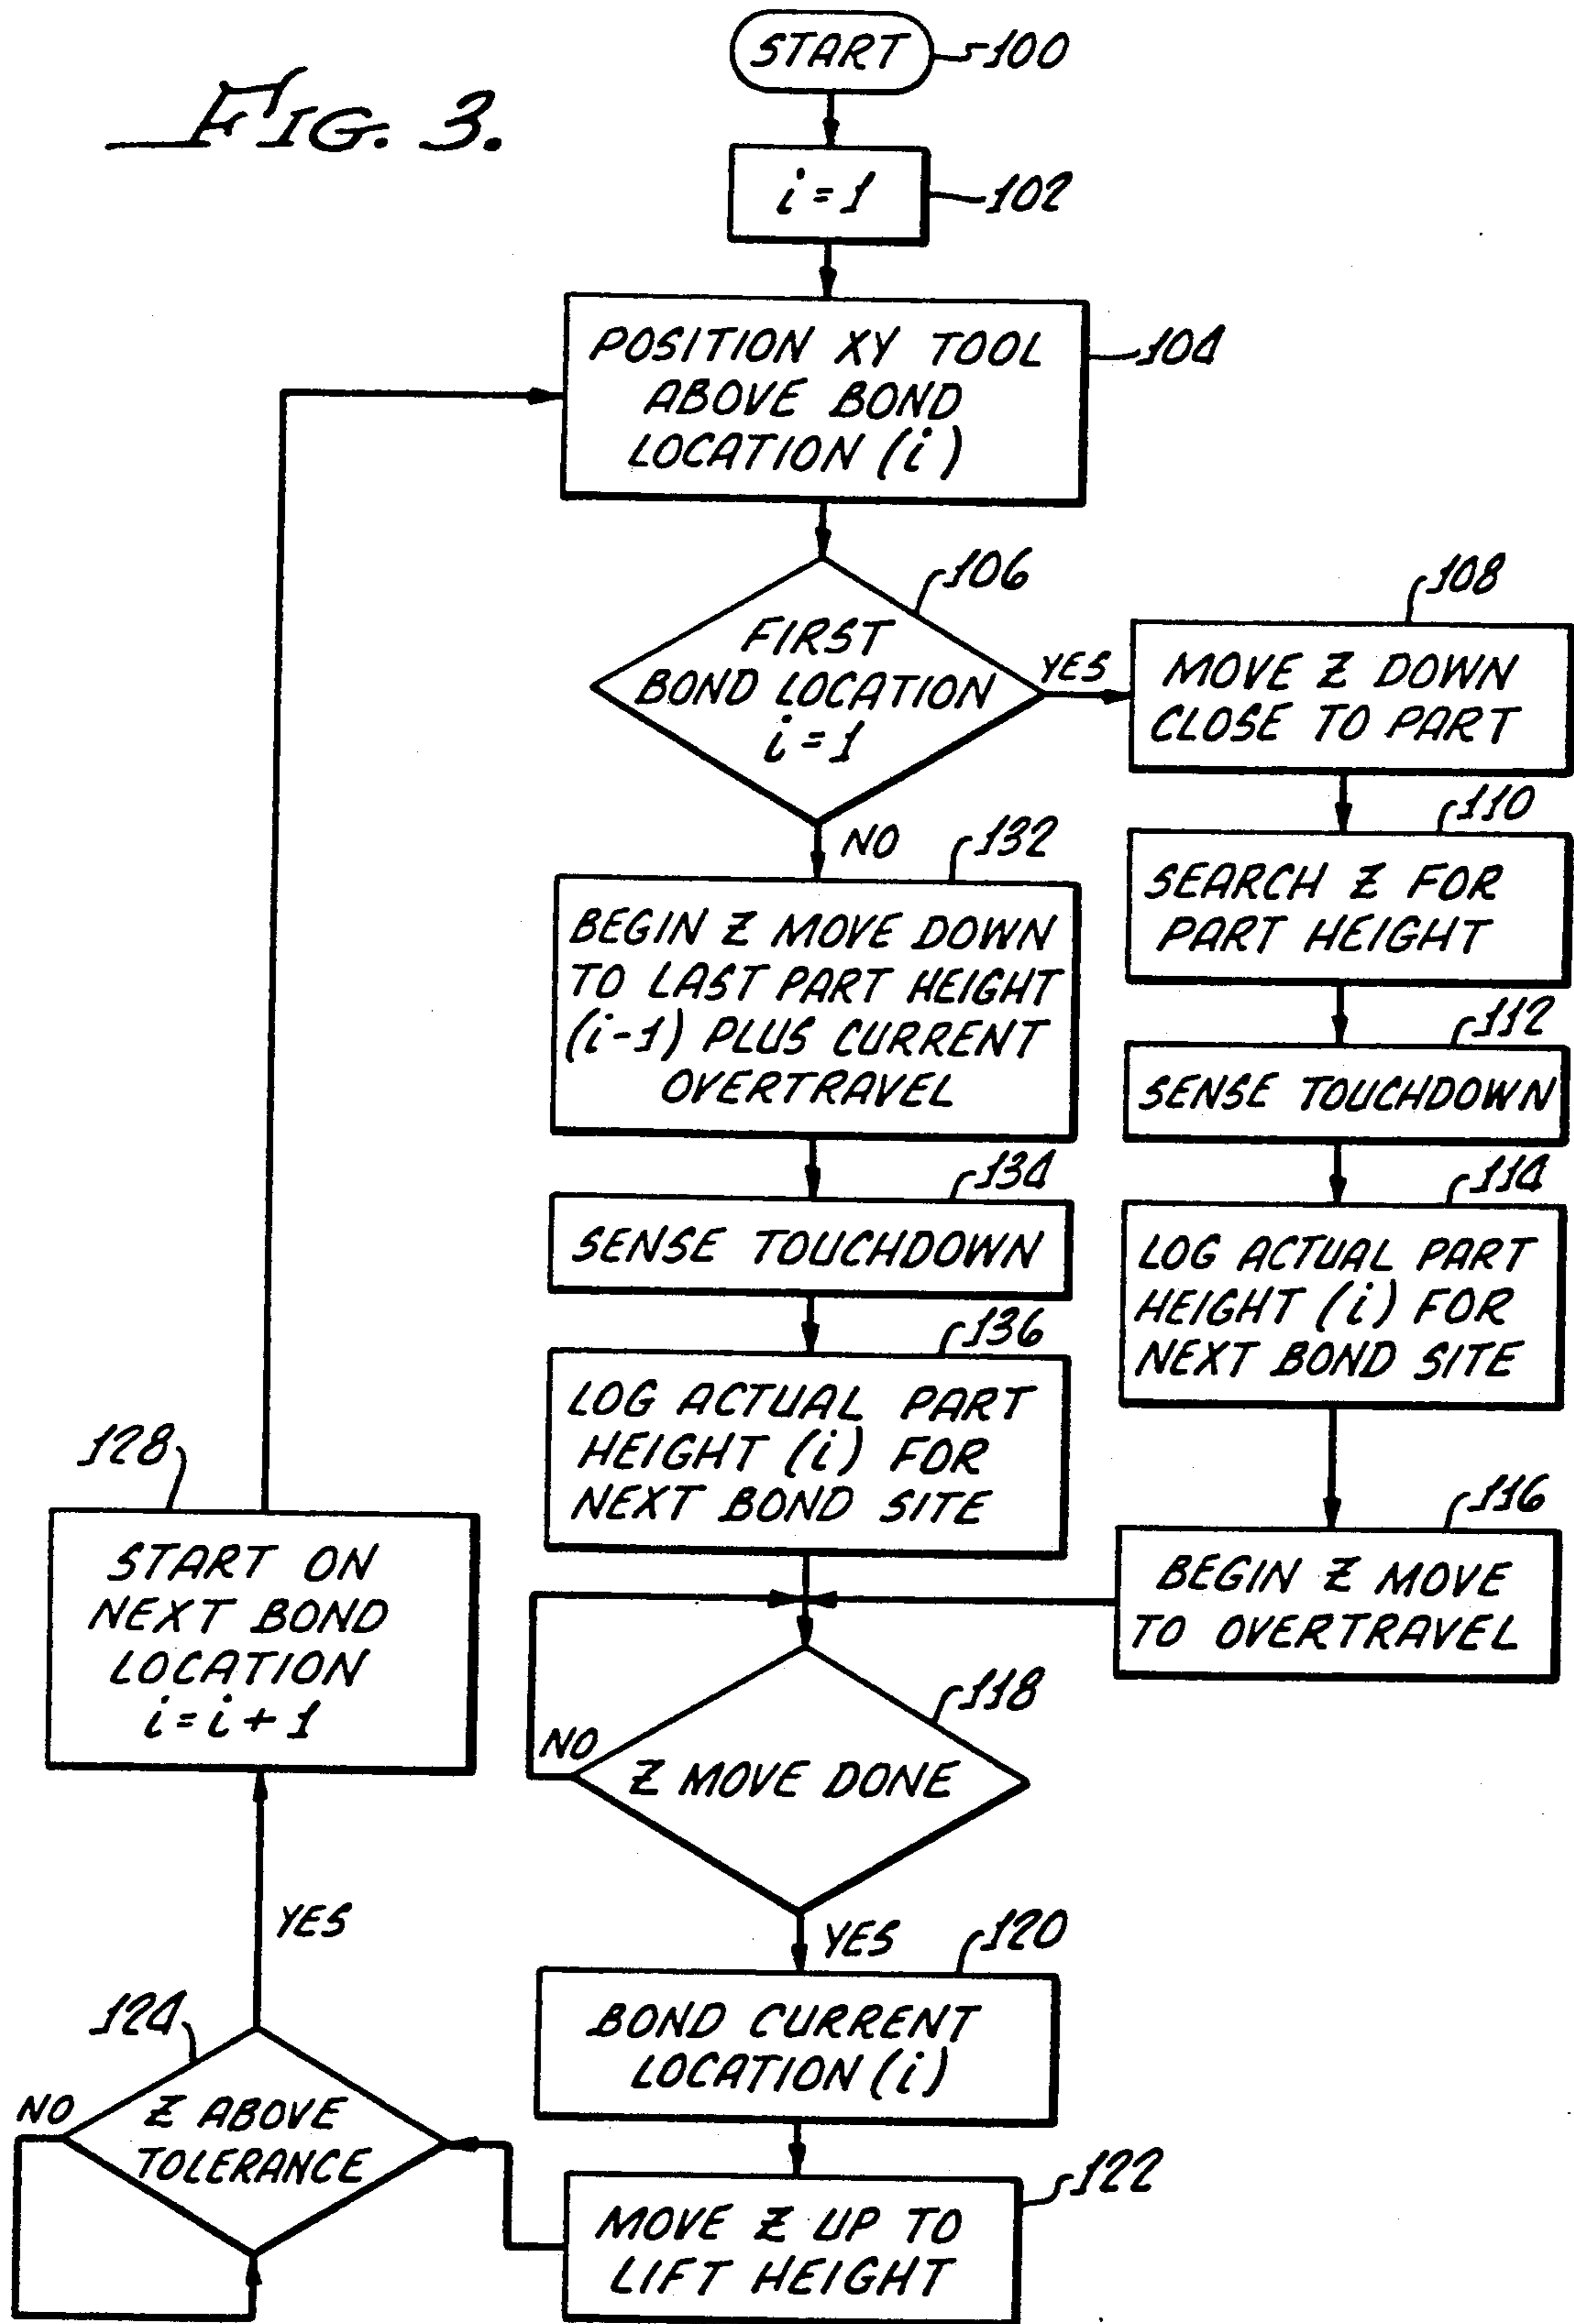 FIG. 3.
START
100
i=1
102
POSITION XY TOOL
ABOVE BOND
LOCATION (i)
104
106
FIRST
BOND LOCATION
i=1
YES
108
MOVE Z DOWN
CLOSE TO PART
110
SEARCH Z FOR
PART HEIGHT
112
SENSE TOUCHDOWN
114
LOG ACTUAL PART
HEIGHT (i) FOR
NEXT BOND SITE
116
BEGIN Z MOVE
TO OVERTRAVEL
NO
132
BEGIN Z MOVE DOWN
TO LAST PART HEIGHT
(i-1) PLUS CURRENT
OVERTRAVEL
134
SENSE TOUCHDOWN
136
LOG ACTUAL PART
HEIGHT (i) FOR
NEXT BOND SITE
118
Z MOVE DONE
NO
YES
120
BOND CURRENT
LOCATION (i)
122
MOVE Z UP TO
LIFT HEIGHT
124
Z ABOVE
TOLERANCE
NO
YES
128
START ON
NEXT BOND
LOCATION
i=i+1